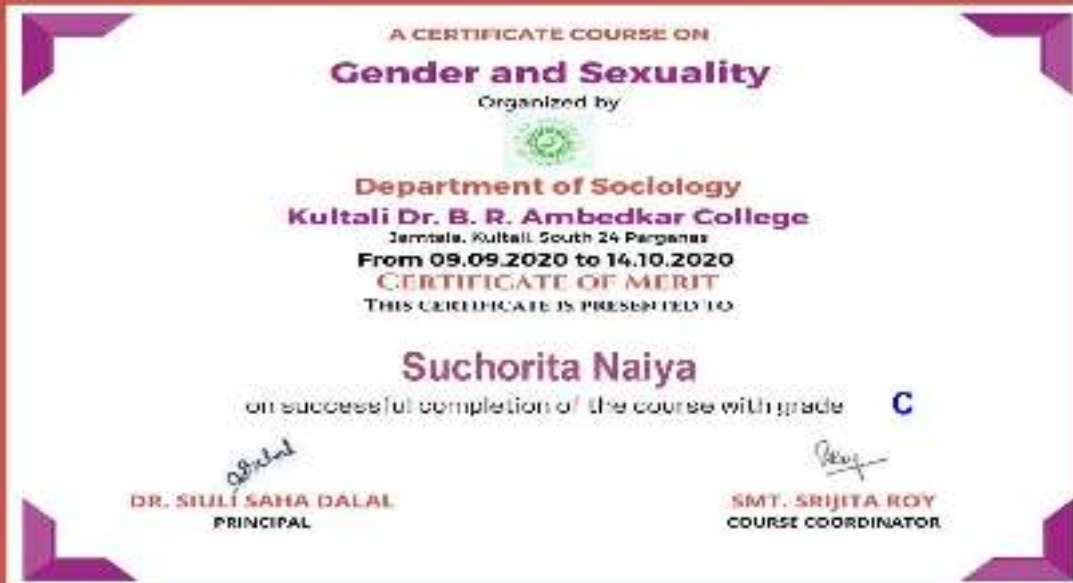 A CERTIFICATE COURSE ON
Gender and Sexuality
Organized by
Department of Sociology
Kultali Dr. B. R. Ambedkar College
Jamtala, Kultali, South 24 Parganas
From 09.09.2020 to 14.10.2020
CERTIFICATE OF MERIT
THIS CERTIFICATE IS PRESENTED TO
Suchorita Naiya
on successful completion of the course with grade C
DR. SIULI SAHA DALAL
PRINCIPAL
SMT. SRIJITA ROY
COURSE COORDINATOR